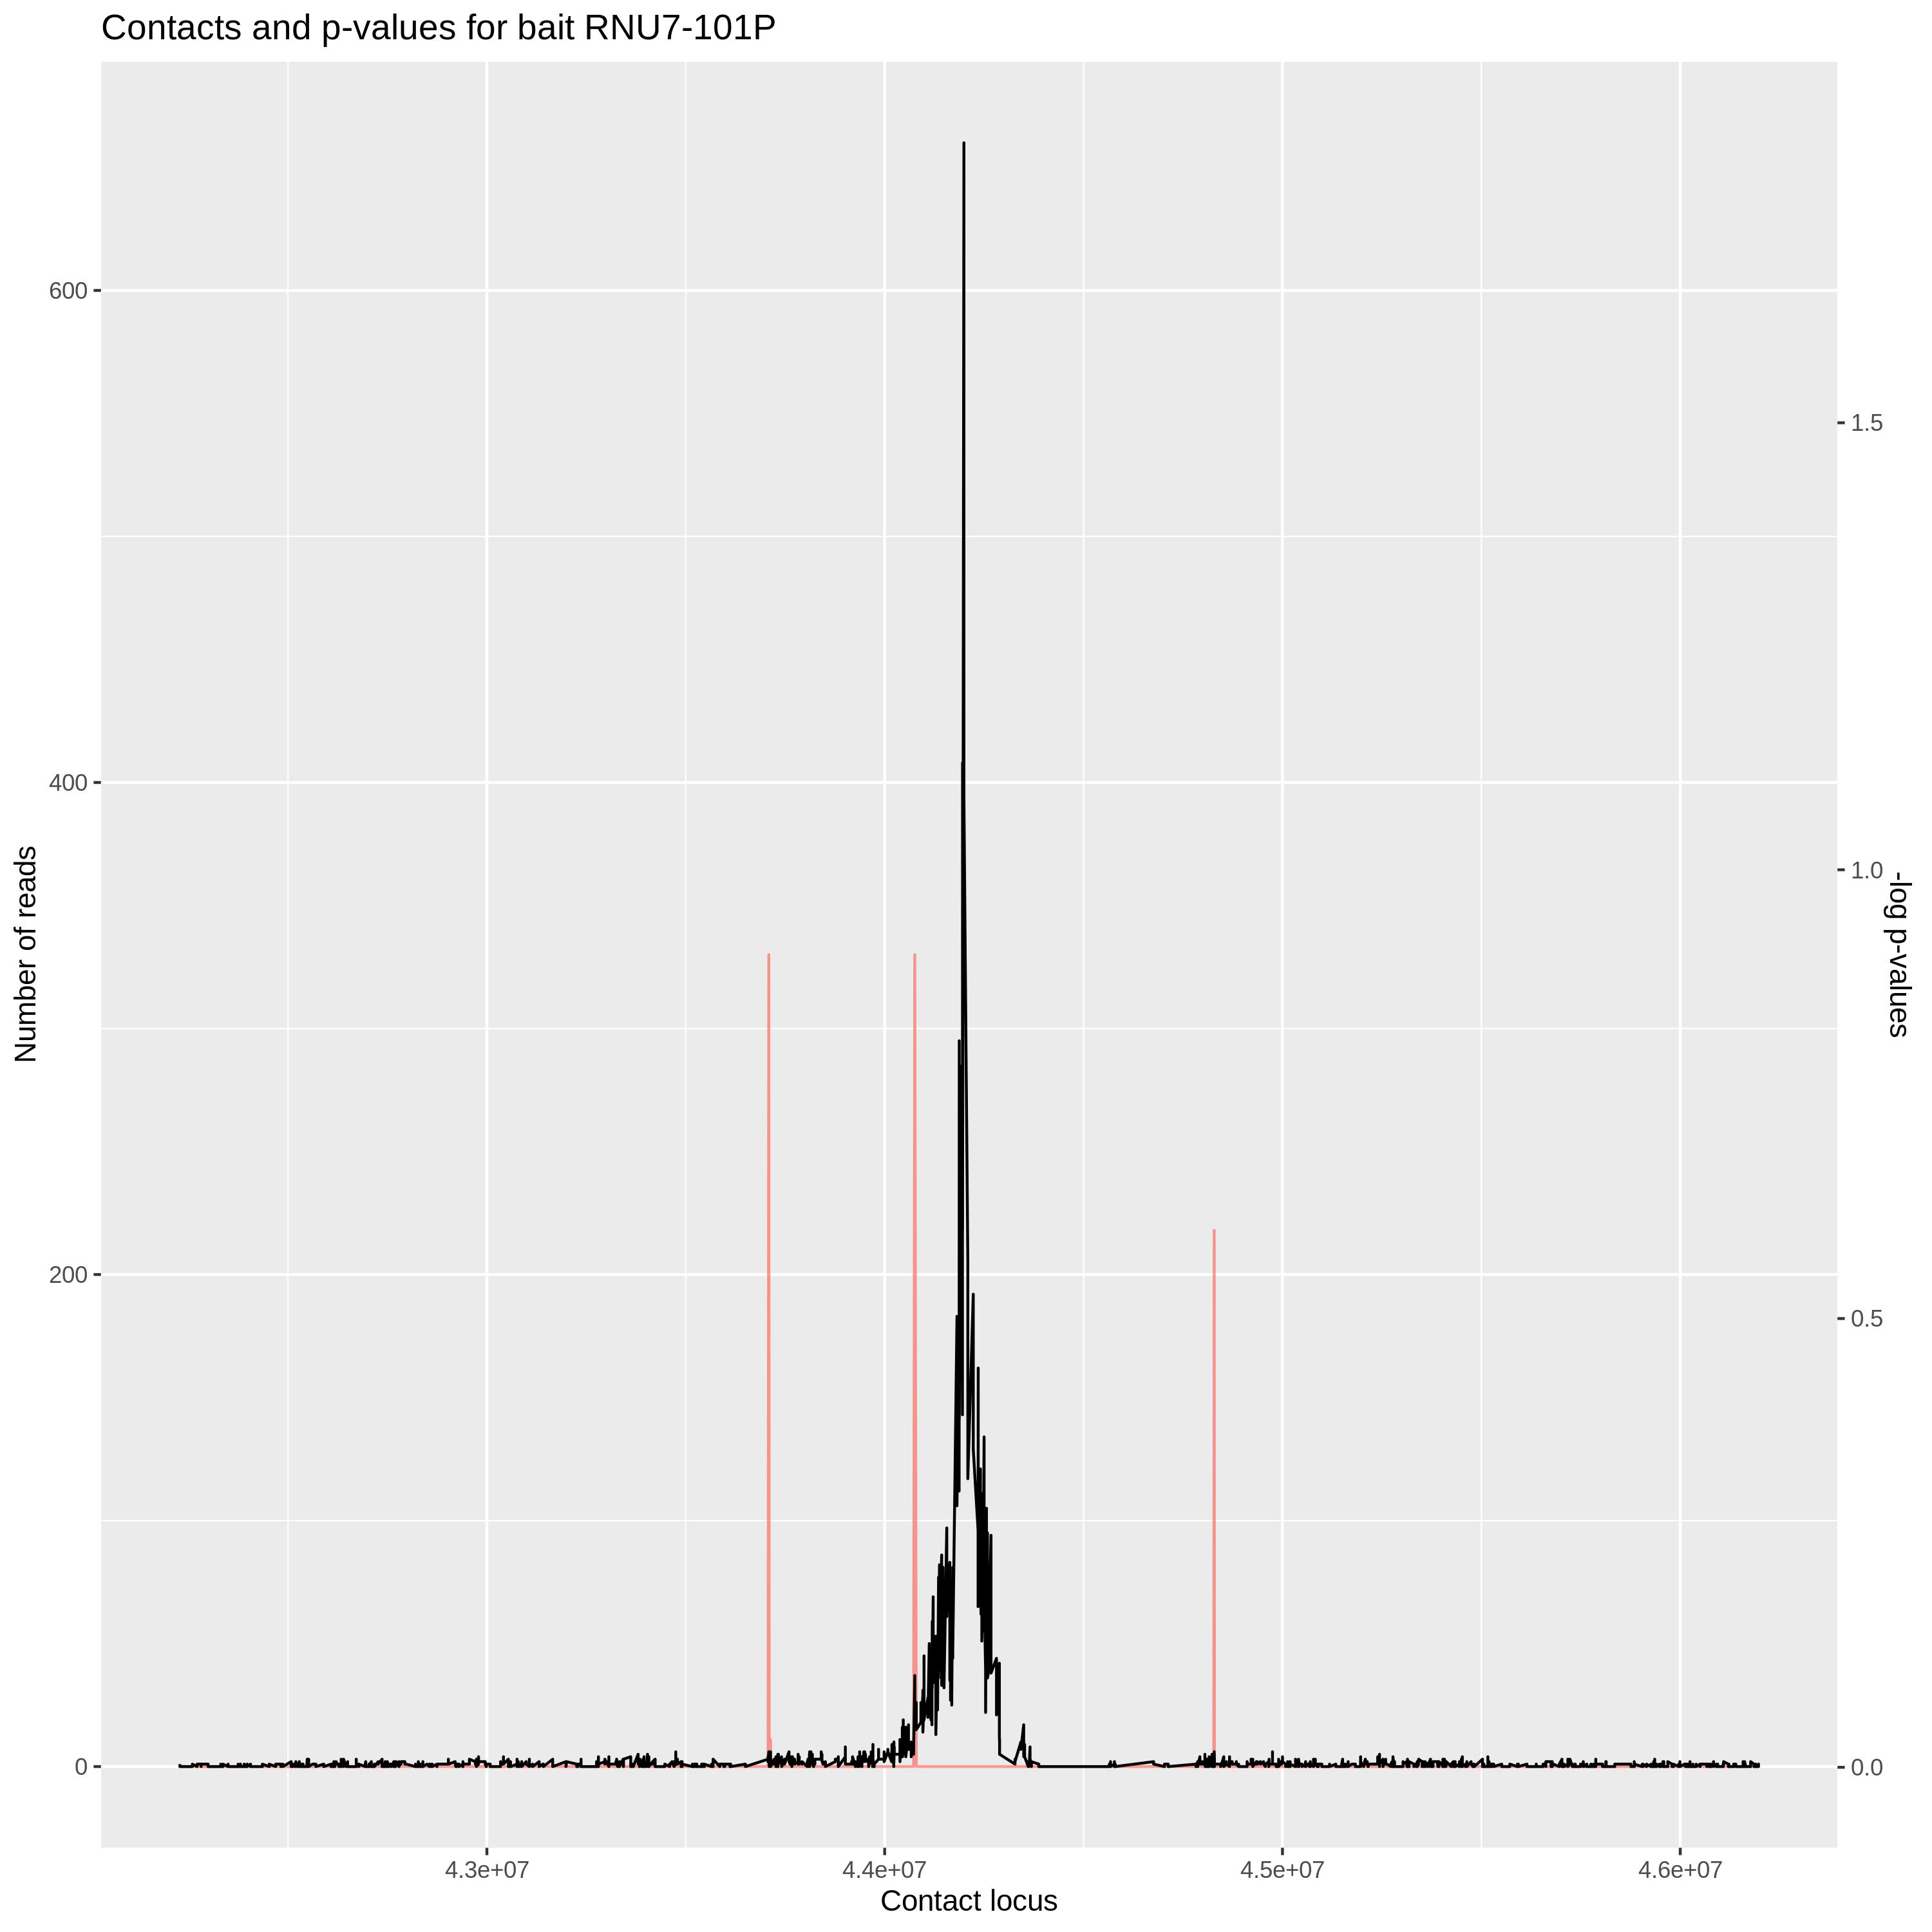 Contacts and p-values for bait RNU7-101P
600
400
200
0
Number of reads
1.5
1.0
0.5
0.0
-log p-values
4.3e+07
4.4e+07
4.5e+07
4.6e+07
Contact locus